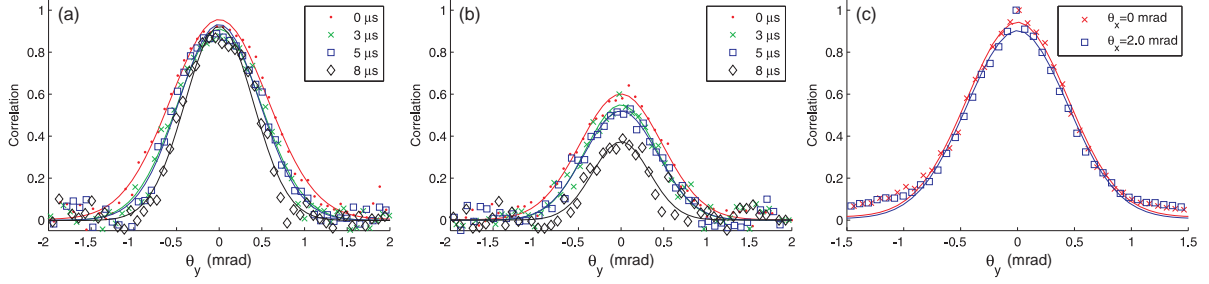 (a)
0 μs
3 μs
5 μs
8 μs
Correlation
1
0.8
0.6
0.4
0.2
0
-2 -1.5 -1 -0.5 0 0.5 1 1.5 2
θy (mrad)
(b)
0 μs
3 μs
5 μs
8 μs
Correlation
1
0.8
0.6
0.4
0.2
0
-2 -1.5 -1 -0.5 0 0.5 1 1.5 2
θy (mrad)
(c)
θx=0 mrad
θx=2.0 mrad
Correlation
1
0.8
0.6
0.4
0.2
0
-1.5 -1 -0.5 0 0.5 1 1.5
θy (mrad)